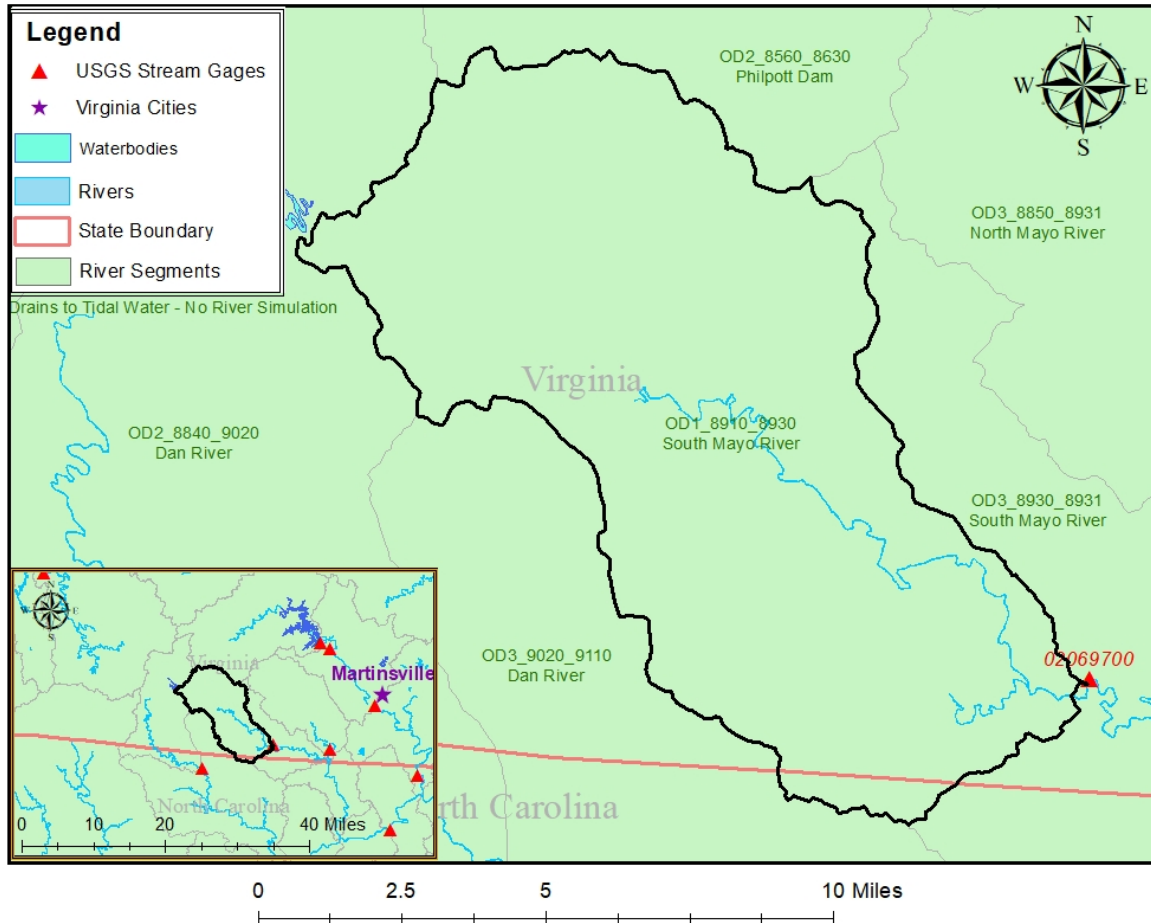 Legend
USGS Stream Gages
Virginia Cities
Waterbodies
Rivers
State Boundary
River Segments
N
W
E
S
OD2_8560_8630
Philpott Dam
OD3_8850_8931
North Mayo River
Drains to Tidal Water - No River Simulation
Virginia
OD2_8840_9020
Dan River
OD1_8910_8930
South Mayo River
OD3_8930_8931
South Mayo River
OD3_9020_9110
Dan River
02069700
rth Carolina
N
W
E
S
Virginia
Martinsville
North Carolina
0 10 20 40 Miles
0 2.5 5 10 Miles